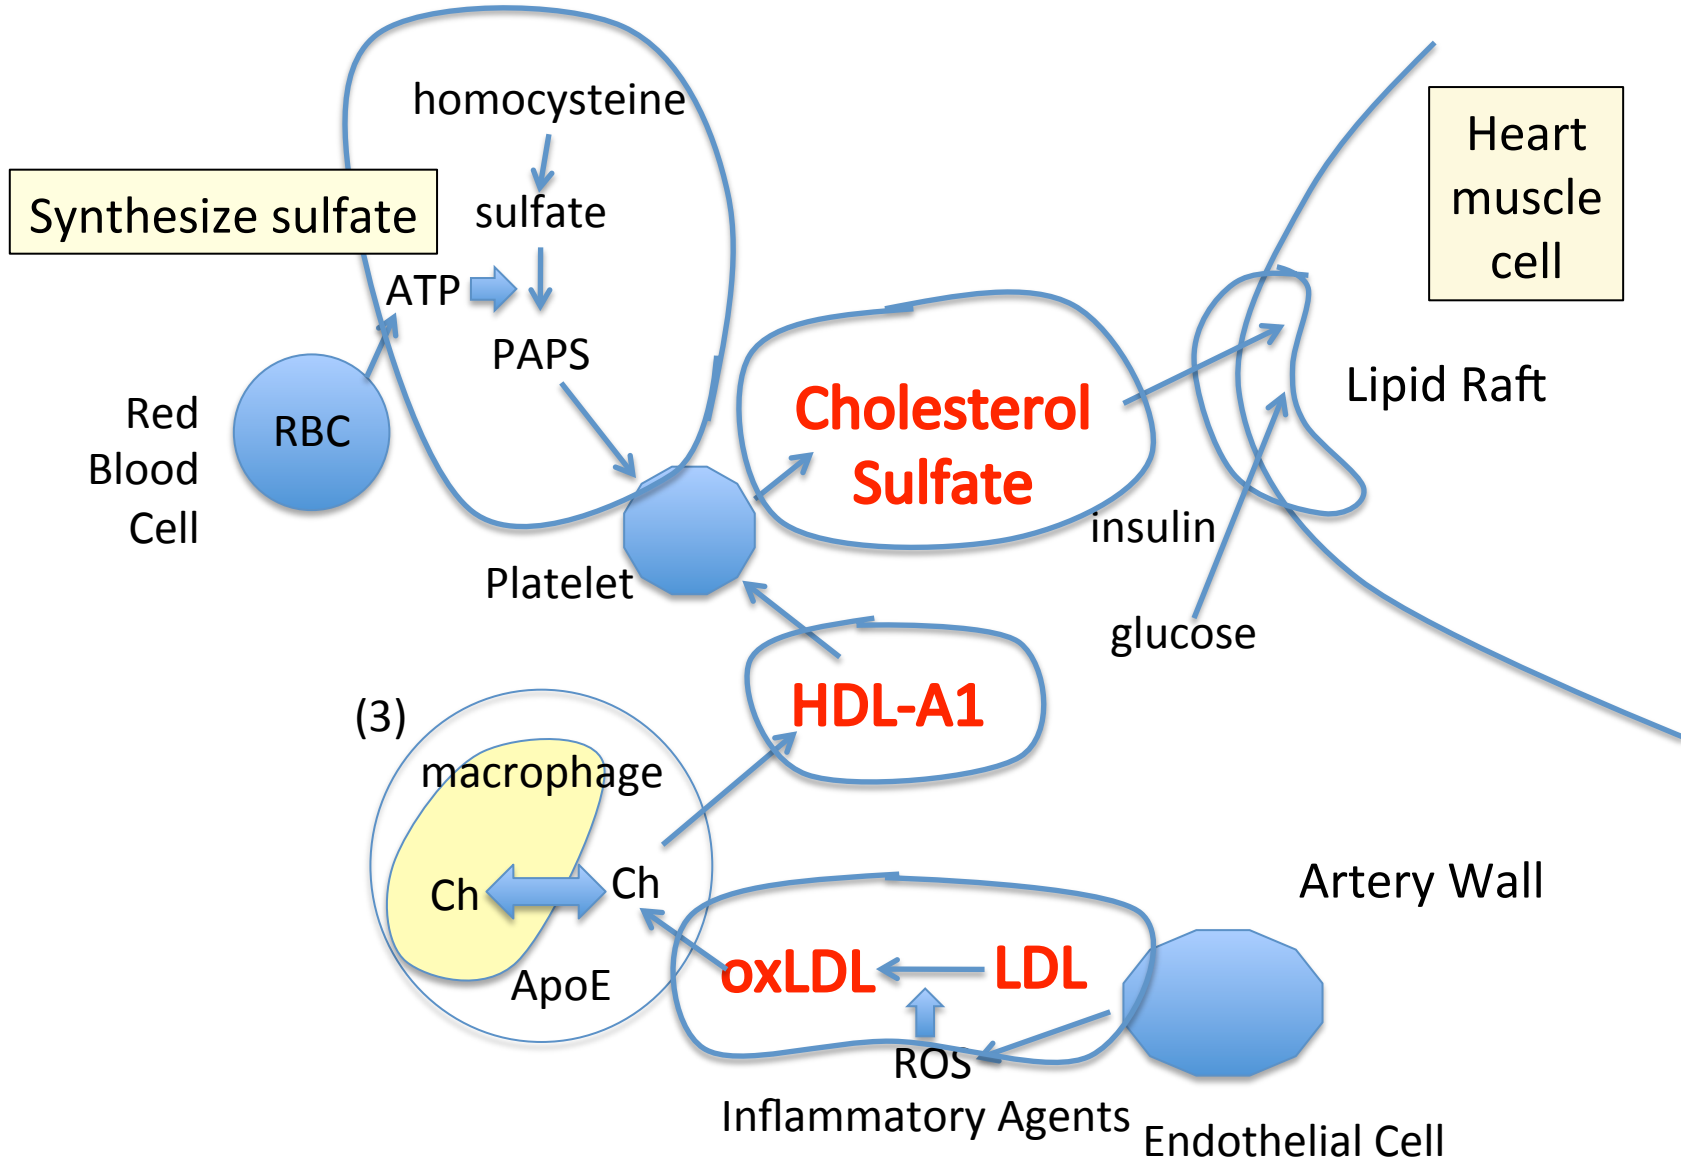 homocysteine
Synthesize sulfate
sulfate
ATP
PAPS
Red
Blood
Cell
RBC
Platelet
Cholesterol
Sulfate
Heart
muscle
cell
Lipid Raft
insulin
glucose
HDL-A1
(3)
macrophage
Ch
Ch
ApoE
oxLDL
LDL
ROS
Inflammatory Agents
Artery Wall
Endothelial Cell